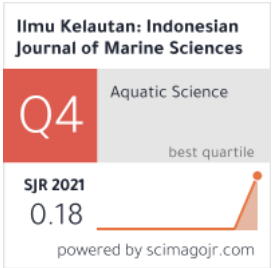 Ilmu Kelautan: Indonesian
Journal of Marine Sciences
Q4
Aquatic Science
best quartile
SJR 2021
0.18
powered by scimagojr.com